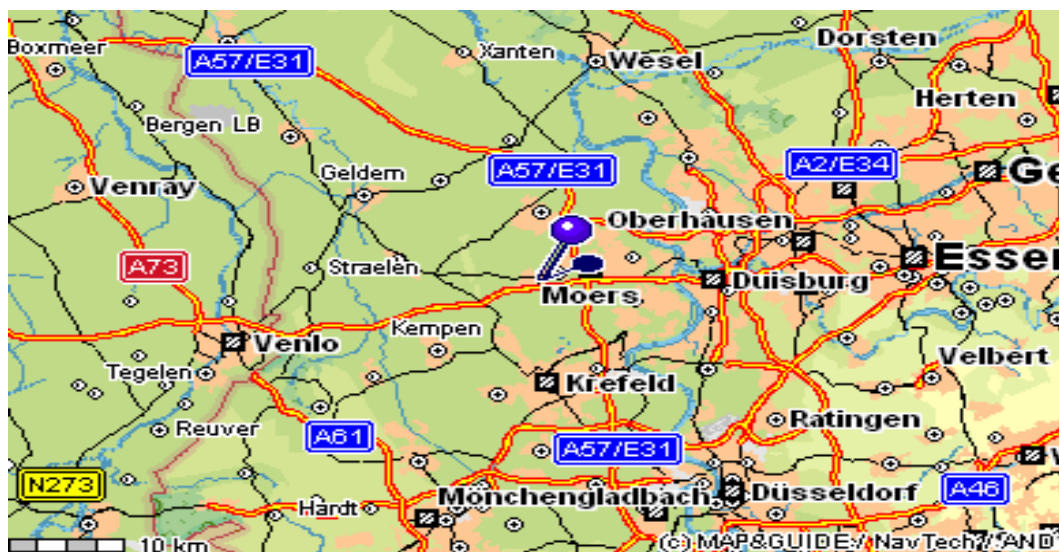 Boxmeer
A57/E31
Xanten
Wesel
Dorsten
Herten
Bergen LB
A57/E31
A2/E34
Ge
Venray
Geldern
Oberhausen
A73
Straelen
Essen
Moers
Duisburg
Kempen
Venlo
Velbert
Tegelen
Krefeld
Ratingen
Reuver
A61
A57/E31
N273
Mönchengladbach
Düsseldorf
A46
Hardt
10 km
(c) MAP&GUIDE / NavTech / AND